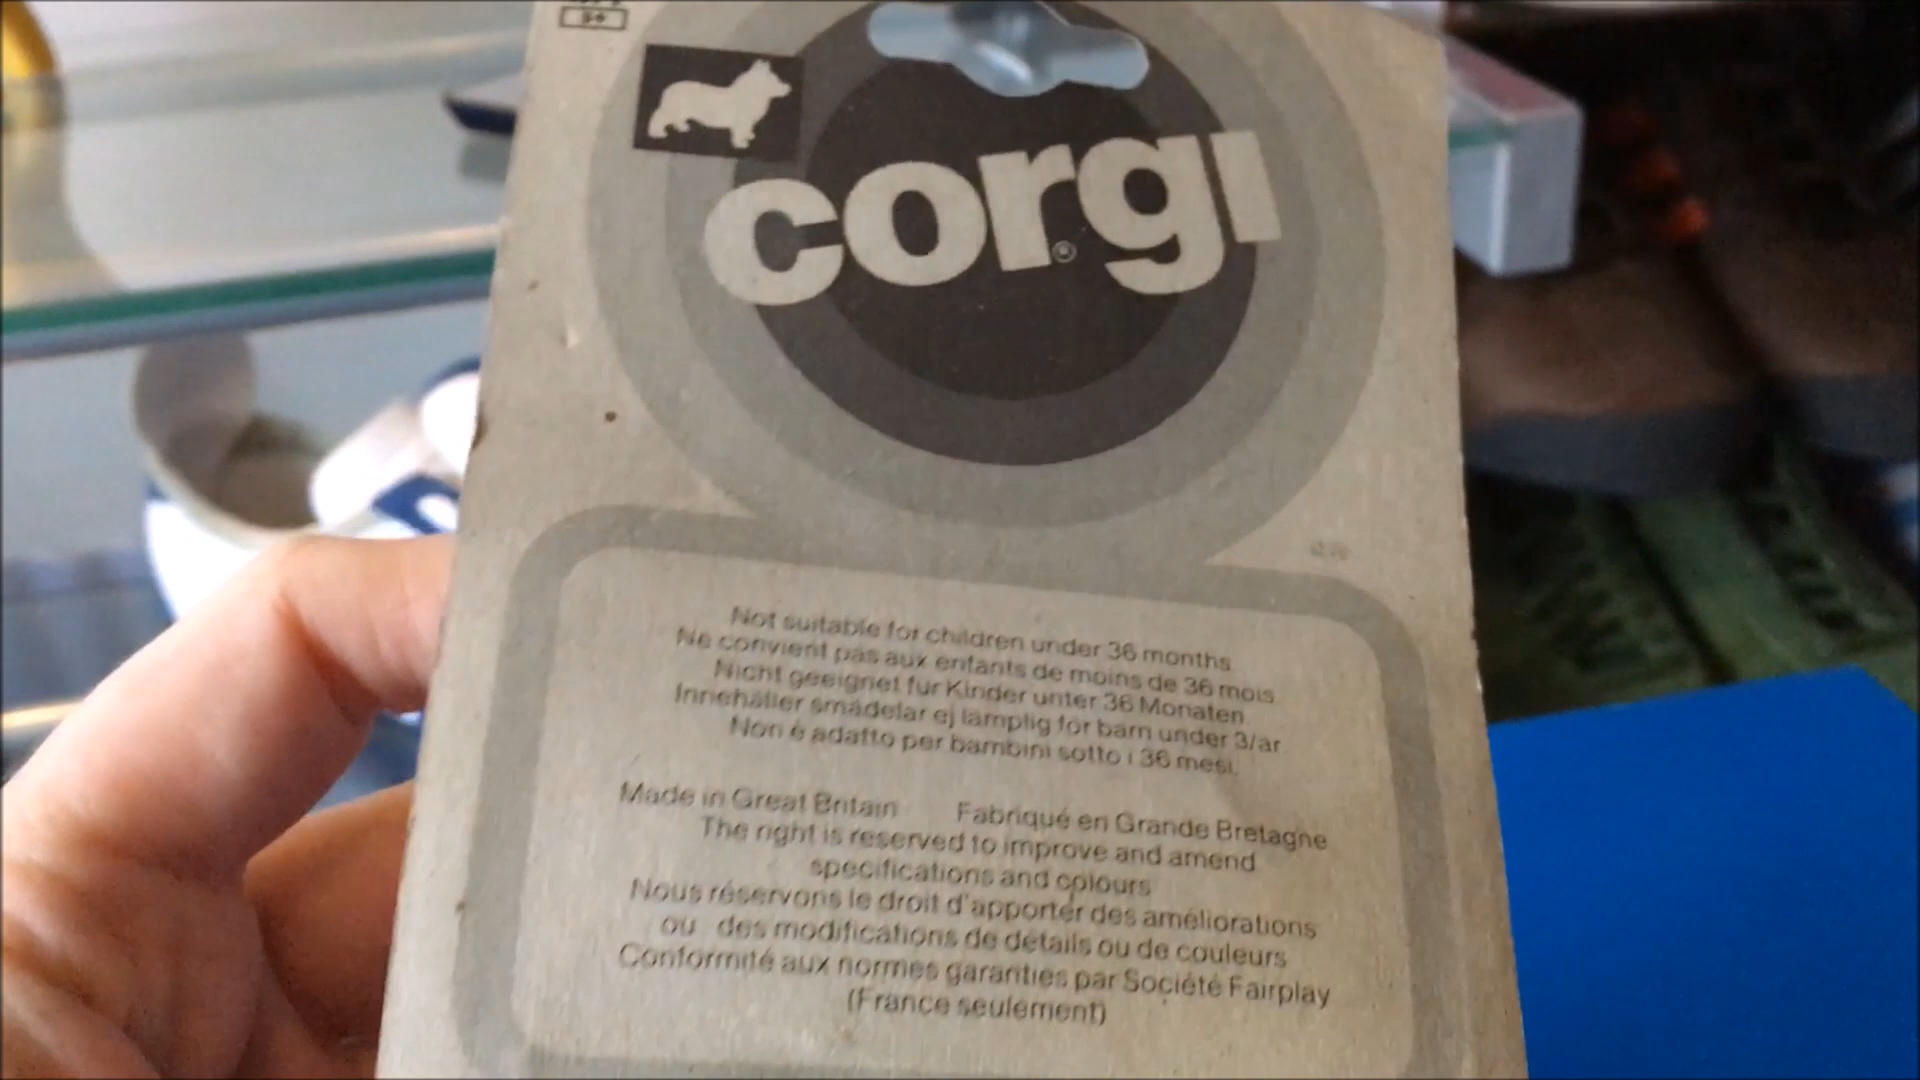 3+
corgi
®
Not suitable for children under 36 months
Ne convient pas aux enfants de moins de 36 mois
Nicht geeignet fur Kinder unter 36 Monaten.
Innehåller smådelar ej lämplig för barn under 3/ar
Non è adatto per bambini sotto i 36 mesi.
Made in Great Britain Fabriqué en Grande Bretagne
The right is reserved to improve and amend
specifications and colours
Nous réservons le droit d'apporter des améliorations
ou des modifications de détails ou de couleurs
Conformité aux normes garanties par Société Fairplay
(France seulement)